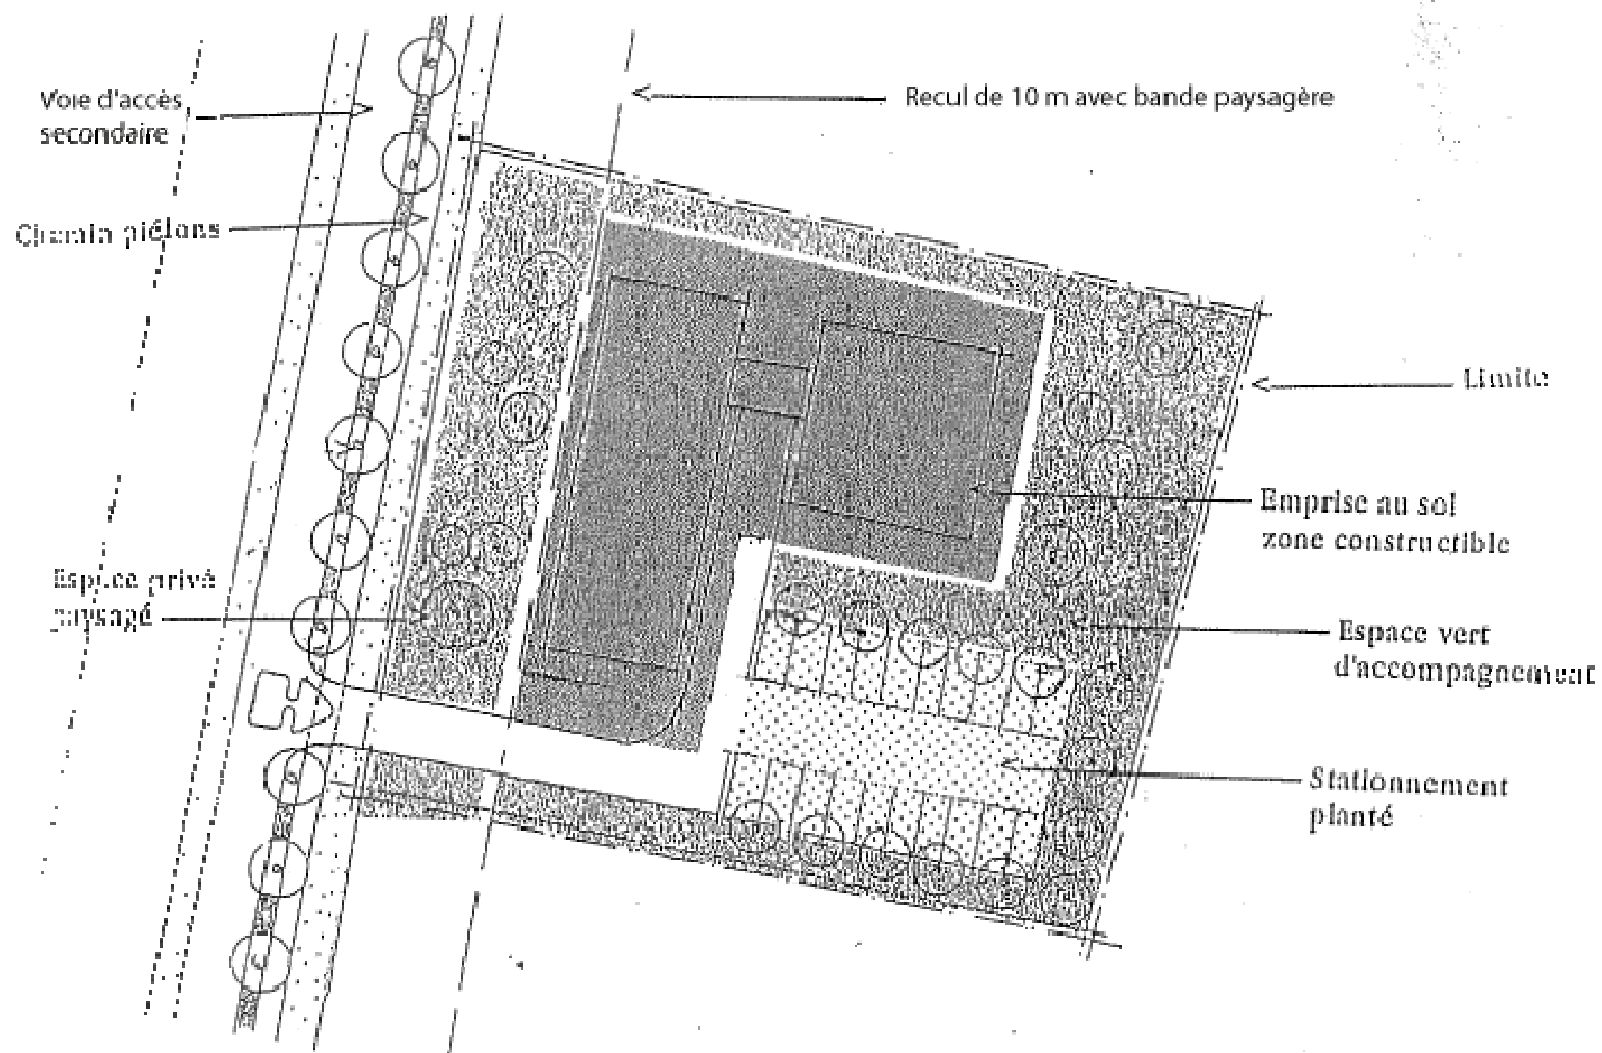 Voie d'accès
secondaire
Recul de 10 m avec bande paysagère
Chemin piétons
Limite
Emprise au sol
zone constructible
Espace privé
paysagé
Espace vert
d'accompagnement
Stationnement
planté